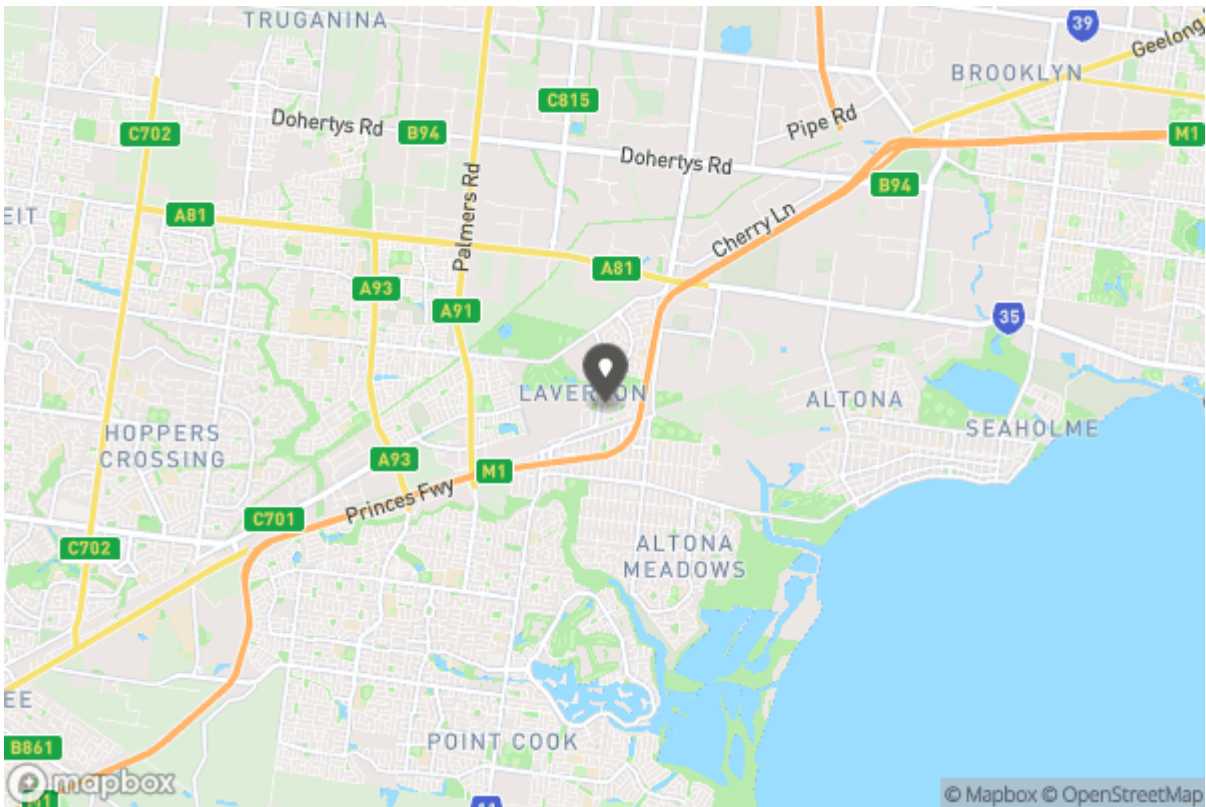 TRUGANINA
39
Geelong
BROOKLYN
C815
Pipe Rd
C702
Dohertys Rd
B94
M1
Dohertys Rd
B94
Palmers Rd
EIT
A81
Cherry Ln
A81
A93
A91
35
LAVERTON
ALTONA
SEAHOLME
HOPPERS
CROSSING
A93
M1
Princes Fwy
C701
C702
ALTONA
MEADOWS
EE
POINT COOK
B861
mapbox
M1
© Mapbox © OpenStreetMap